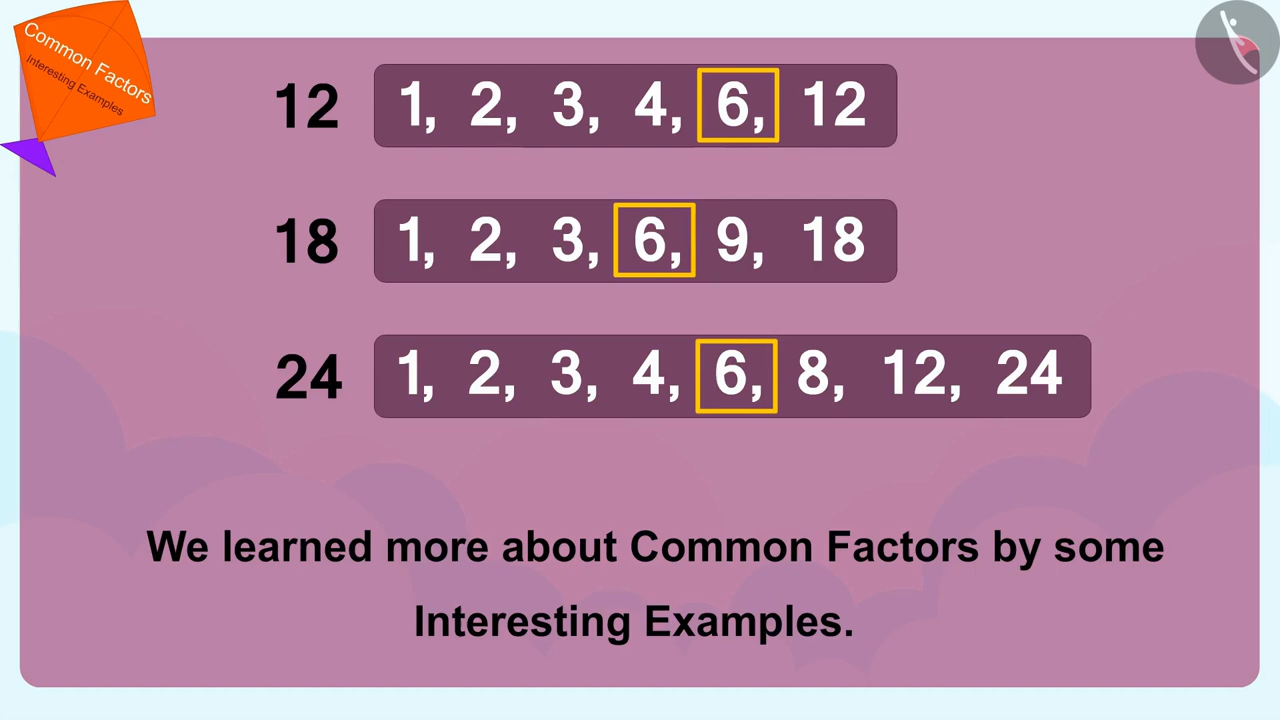 Common Factors
Interesting Examples
12 1, 2, 3, 4, 6, 12
18 1, 2, 3, 6, 9, 18
24 1, 2, 3, 4, 6, 8, 12, 24
We learned more about Common Factors by some
Interesting Examples.